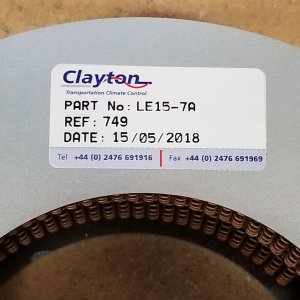 Clayton
Transportation Climate Control
PART No: LE15-7A
REF: 749
DATE: 15/05/2018
Tel +44 (0) 2476 691916 Fax +44 (0) 2476 691969